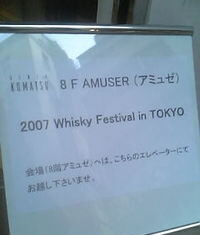 KOMATSU 8F AMUSER（アミュゼ）
2007 Whisky Festival in TOKYO
会場（8階アミュゼ）へは、こちらのエレベーターにて
お越し下さいませ。